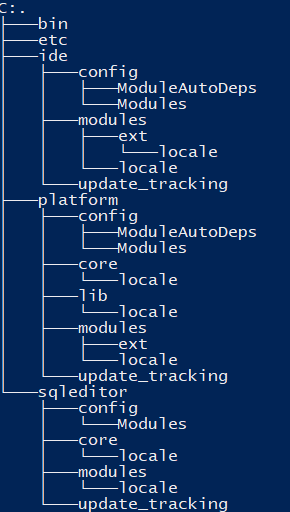 C:.
├───bin
├───etc
├───ide
│   ├───config
│   │   ├───ModuleAutoDeps
│   │   └───Modules
│   ├───modules
│   │   ├───ext
│   │   │   └───locale
│   │   └───locale
│   └───update_tracking
├───platform
│   ├───config
│   │   ├───ModuleAutoDeps
│   │   └───Modules
│   ├───core
│   │   └───locale
│   ├───lib
│   │   └───locale
│   ├───modules
│   │   ├───ext
│   │   └───locale
│   └───update_tracking
└───sqleditor
    ├───config
    │   └───Modules
    ├───core
    │   └───locale
    ├───modules
    │   └───locale
    └───update_tracking